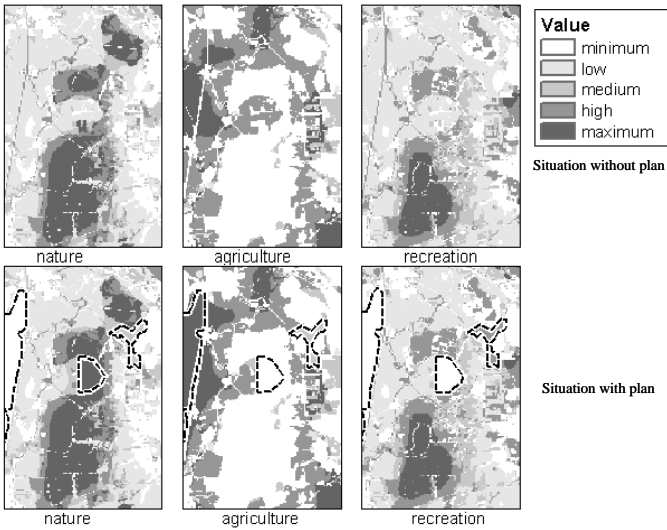 Value
minimum
low
medium
high
maximum
Situation without plan
nature
agriculture
recreation
Situation with plan
nature
agriculture
recreation